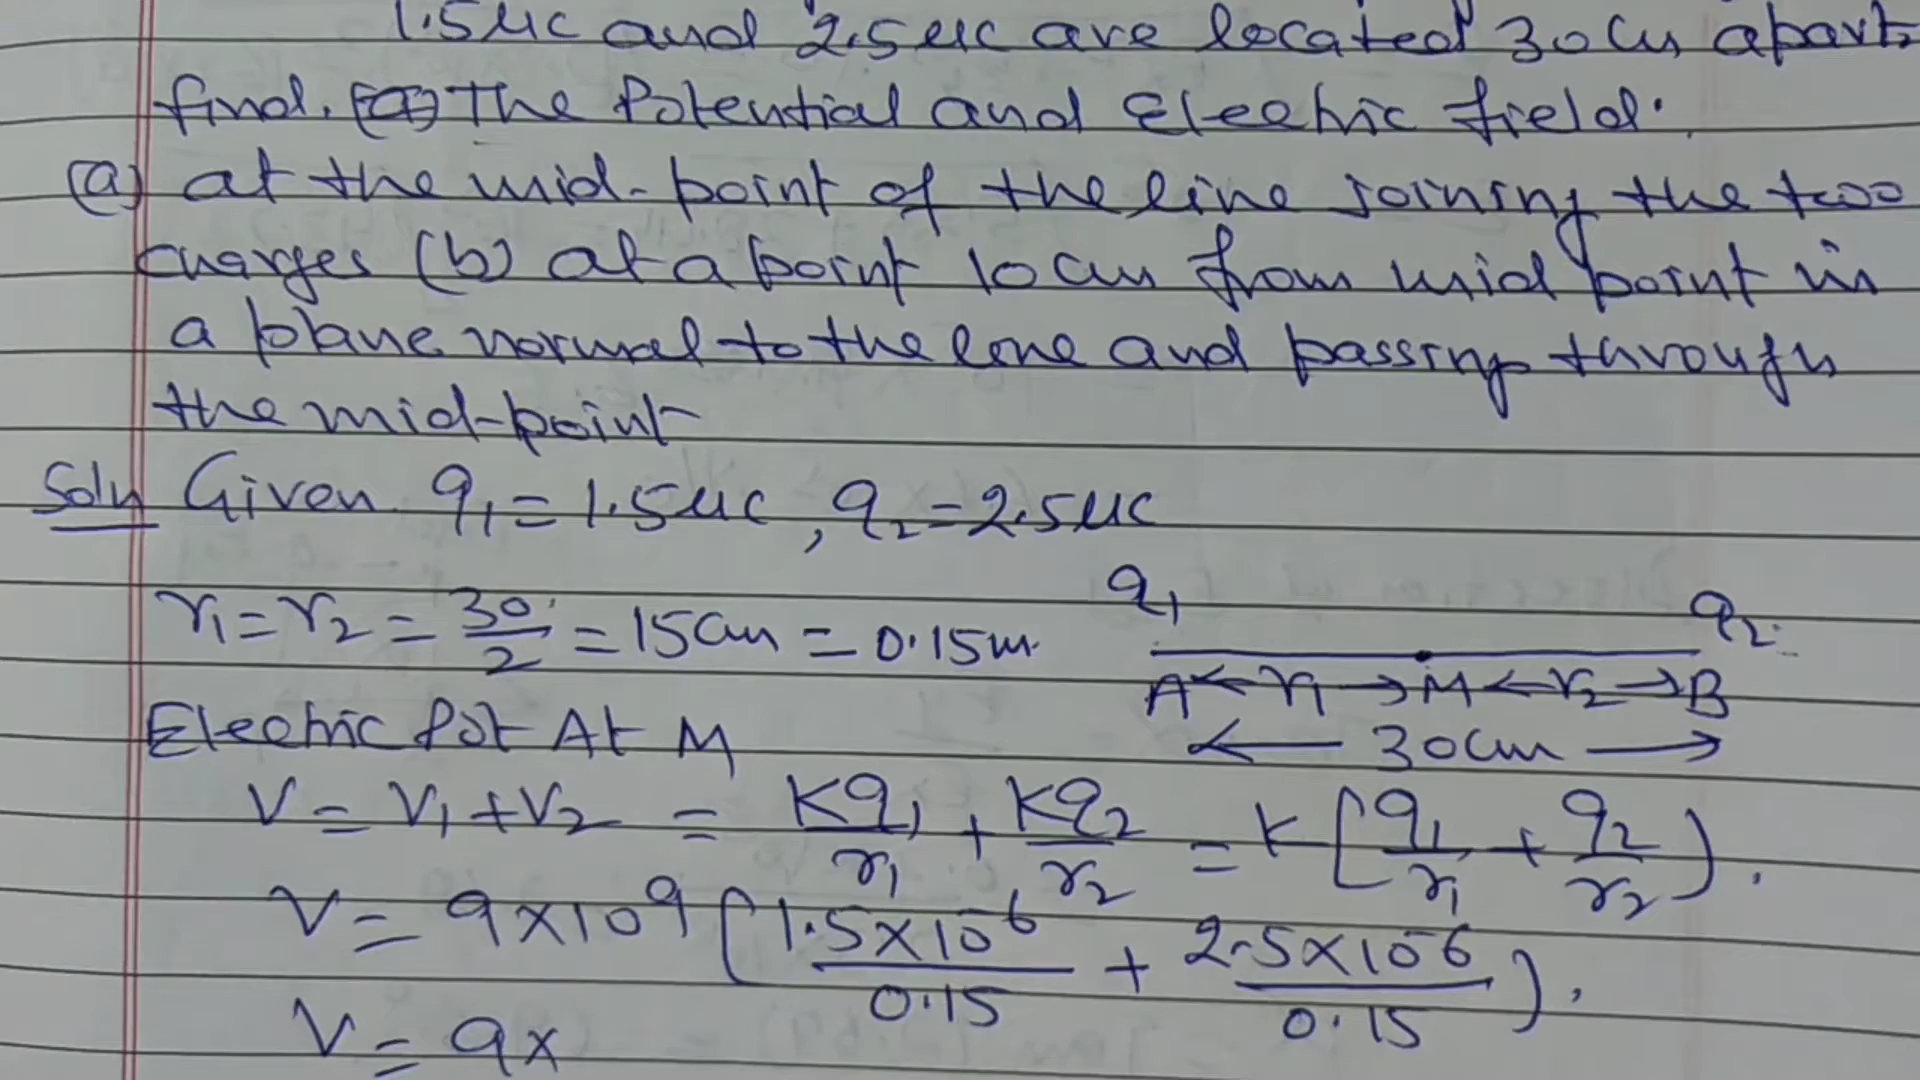 1.5μc and 2.5μc are located 30cm apart,
find. (a) The Potential and Electric field.
(a) at the mid-point of the line joining the two
charges (b) at a point 10cm from mid point in
a plane normal to the line and passing through
the mid-point
Soln Given q₁=1.5μc, q₂=2.5μc
r₁=r₂=30/2=15cm=0.15m.
q₁ q₂
A←r₁→M←r₂→B
←30cm→
Electric Pot At M
V=V₁+V₂=Kq₁/r₁+Kq₂/r₂=K[q₁/r₁+q₂/r₂].
V=9×10⁹[1.5×10⁻⁶/0.15+2.5×10⁻⁶/0.15].
V=9×